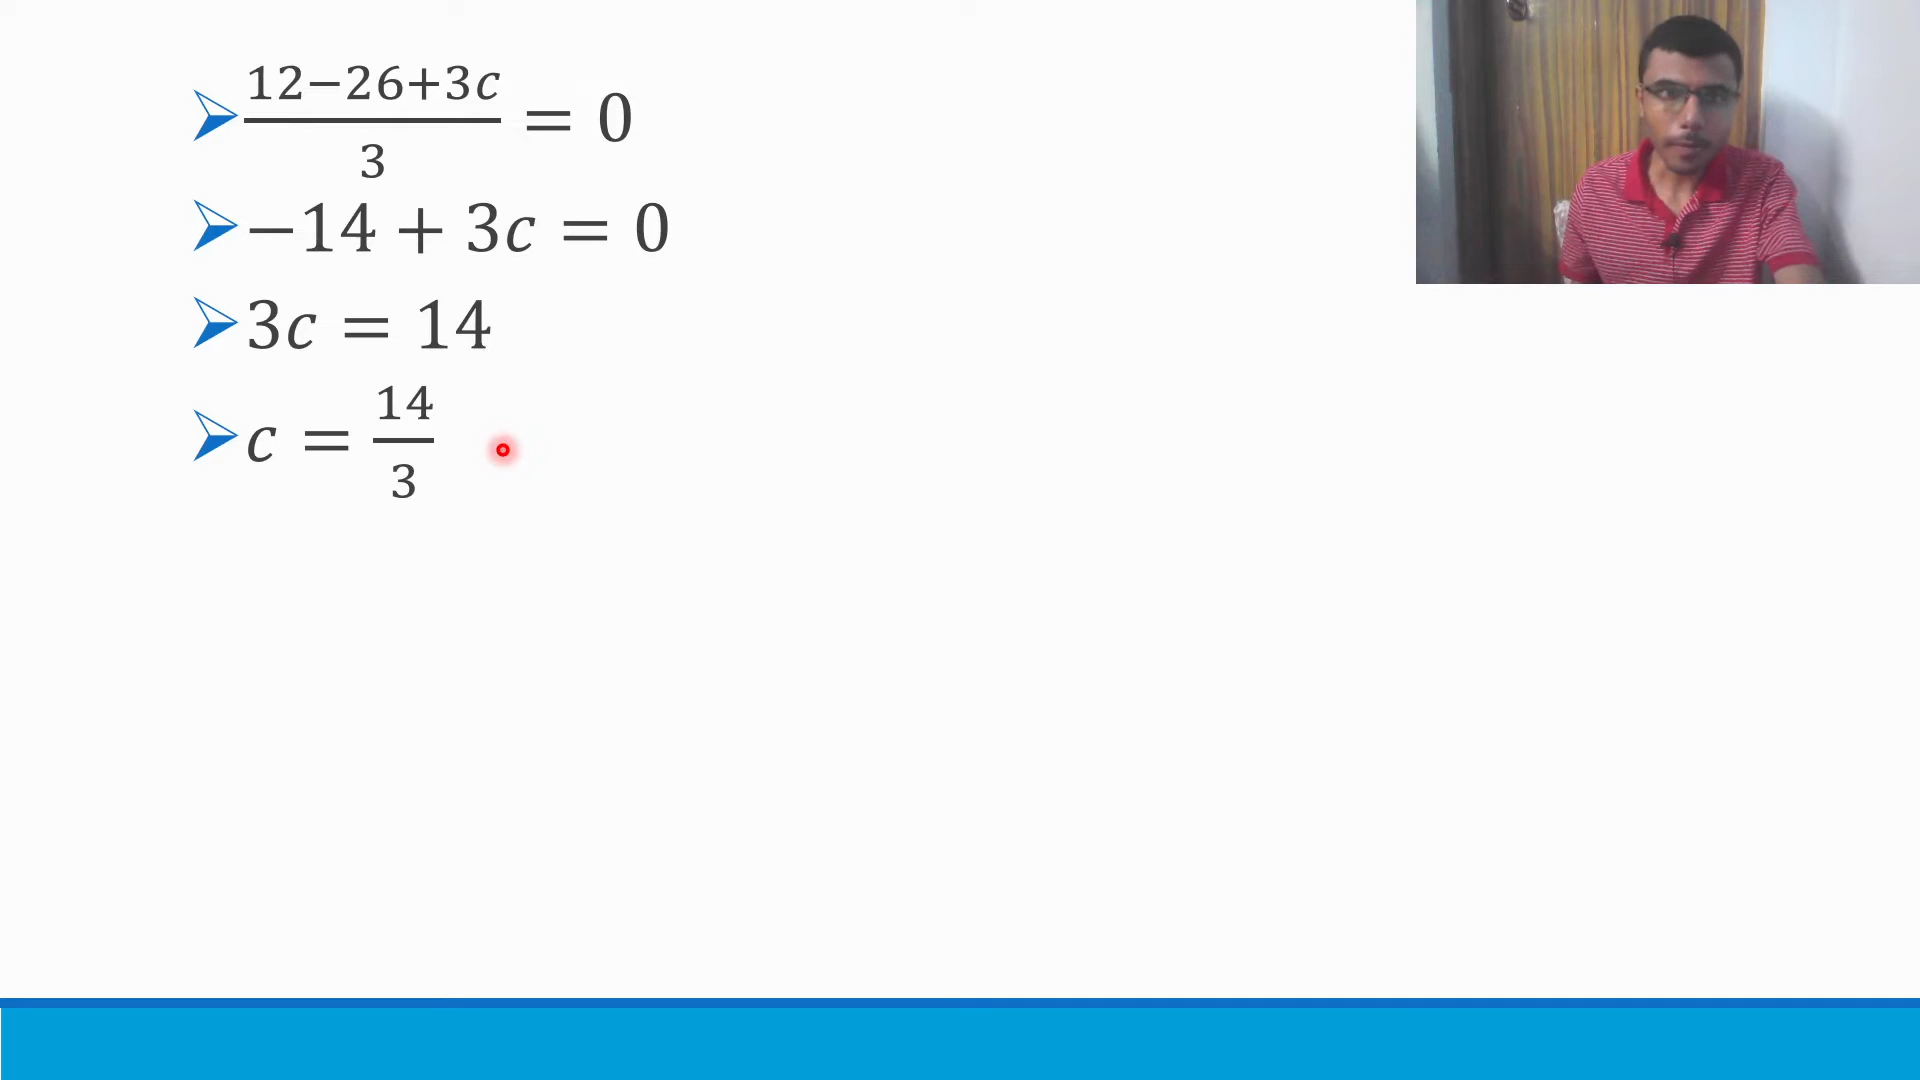 12−26+3c/3 = 0
−14 + 3c = 0
3c = 14
c = 14/3